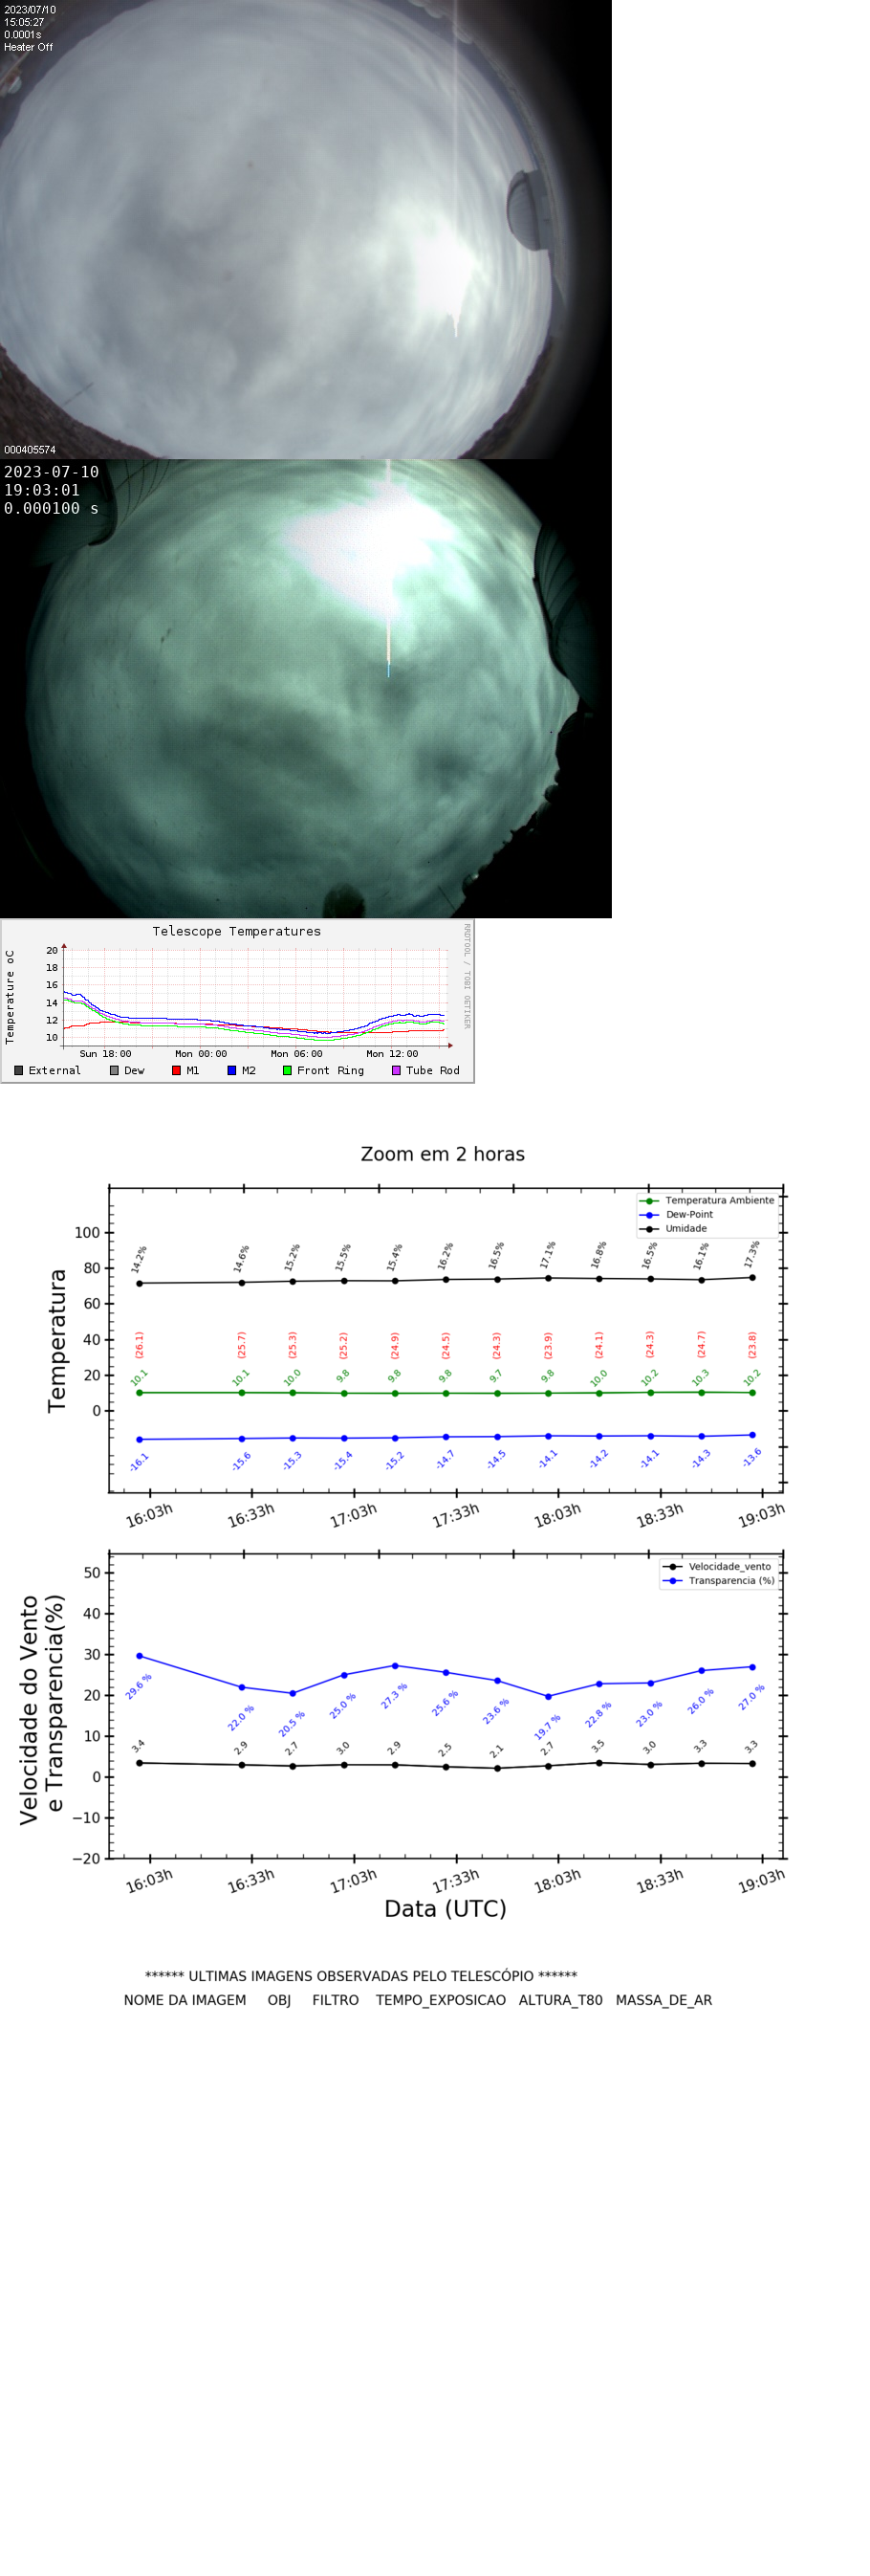 2023/07/10
15:05:27
0.0001s
Heater Off
000405574
2023-07-10
19:03:01
0.000100 s
Telescope Temperatures
RRDTOOL / TOBI OETIKER
Temperature oC
20
18
16
14
12
10
Sun 18:00 Mon 00:00 Mon 06:00 Mon 12:00
External Dew M1 M2 Front Ring Tube Rod
Zoom em 2 horas
Temperatura Ambiente
Dew-Point
Umidade
Temperatura
100
80
60
40
20
0
14.2% 14.6% 15.2% 15.5% 15.4% 16.2% 16.5% 17.1% 16.8% 16.5% 16.1% 17.3%
(26.1) (25.7) (25.3) (25.2) (24.9) (24.5) (24.3) (23.9) (24.1) (24.3) (24.7) (23.8)
10.1 10.1 10.0 9.8 9.8 9.8 9.7 9.8 10.0 10.2 10.3 10.2
-16.1 -15.6 -15.3 -15.4 -15.2 -14.7 -14.5 -14.1 -14.2 -14.1 -14.3 -13.6
16:03h 16:33h 17:03h 17:33h 18:03h 18:33h 19:03h
Velocidade_vento
Transparencia (%)
Velocidade do Vento
e Transparencia(%)
50
40
30
20
10
0
−10
−20
29.6 % 22.0 % 20.5 % 25.0 % 27.3 % 25.6 % 23.6 % 19.7 % 22.8 % 23.0 % 26.0 % 27.0 %
3.4 2.9 2.7 3.0 2.9 2.5 2.1 2.7 3.5 3.0 3.3 3.3
16:03h 16:33h 17:03h 17:33h 18:03h 18:33h 19:03h
Data (UTC)
****** ULTIMAS IMAGENS OBSERVADAS PELO TELESCÓPIO ******
NOME DA IMAGEM OBJ FILTRO TEMPO_EXPOSICAO ALTURA_T80 MASSA_DE_AR